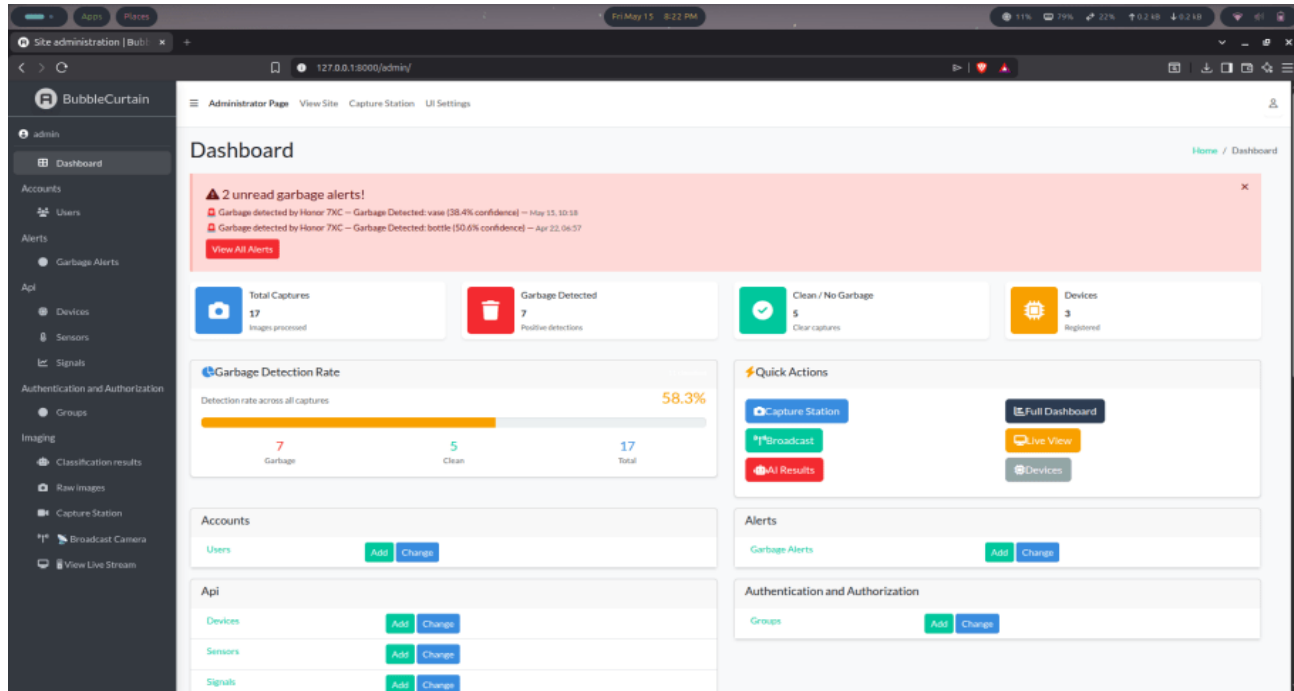 Apps Places Fri May 15 8:22 PM 11% 79% 22% ↑0.2 kB ↓0.2 kB
Site administration | Bubb
127.0.0.1:8000/admin/
BubbleCurtain
Administrator Page View Site Capture Station UI Settings
admin
Dashboard
Accounts
Users
Alerts
Garbage Alerts
Api
Devices
Sensors
Signals
Authentication and Authorization
Groups
Imaging
Classification results
Raw images
Capture Station
Broadcast Camera
View Live Stream
Dashboard
Home / Dashboard
2 unread garbage alerts!
Garbage detected by Honor 7XC — Garbage Detected: vase (38.4% confidence) — May 15, 10:18
Garbage detected by Honor 7XC — Garbage Detected: bottle (50.6% confidence) — Apr 22, 06:57
View All Alerts
Total Captures
17
Images processed
Garbage Detected
7
Positive detections
Clean / No Garbage
5
Clear captures
Devices
3
Registered
Garbage Detection Rate
Detection rate across all captures 58.3%
7 5 17
Garbage Clean Total
Quick Actions
Capture Station Full Dashboard
Broadcast Live View
AI Results Devices
Accounts
Users Add Change
Alerts
Garbage Alerts Add Change
Api
Devices Add Change
Sensors Add Change
Signals Add Change
Authentication and Authorization
Groups Add Change